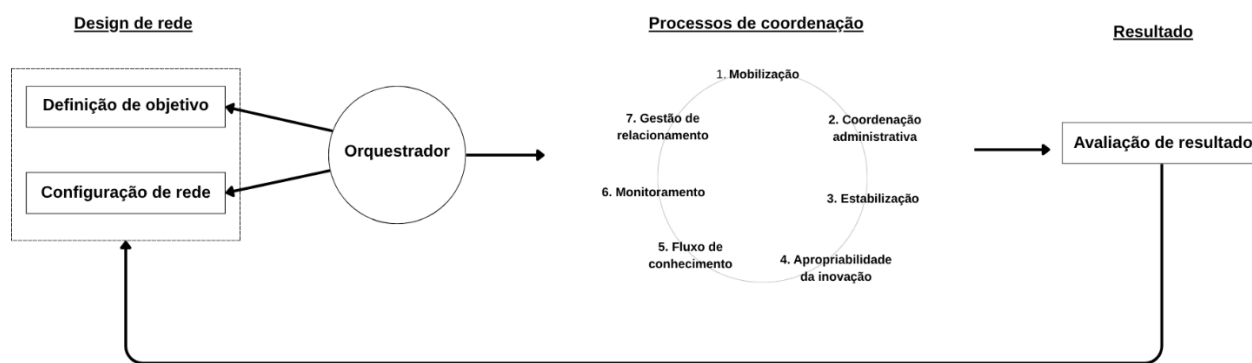 Design de rede
Definição de objetivo
Configuração de rede
Orquestrador
Processos de coordenação
1. Mobilização
2. Coordenação
administrativa
3. Estabilização
4. Apropriabilidade
da inovação
5. Fluxo de
conhecimento
6. Monitoramento
7. Gestão de
relacionamento
Resultado
Avaliação de resultado